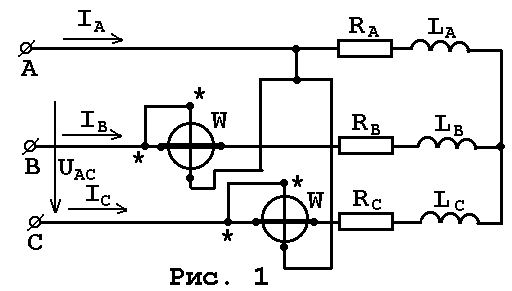 I_A R_A L_A
A
* I_B W R_B L_B
B * U_AC
I_C * W R_C L_C
C *
Рис. 1